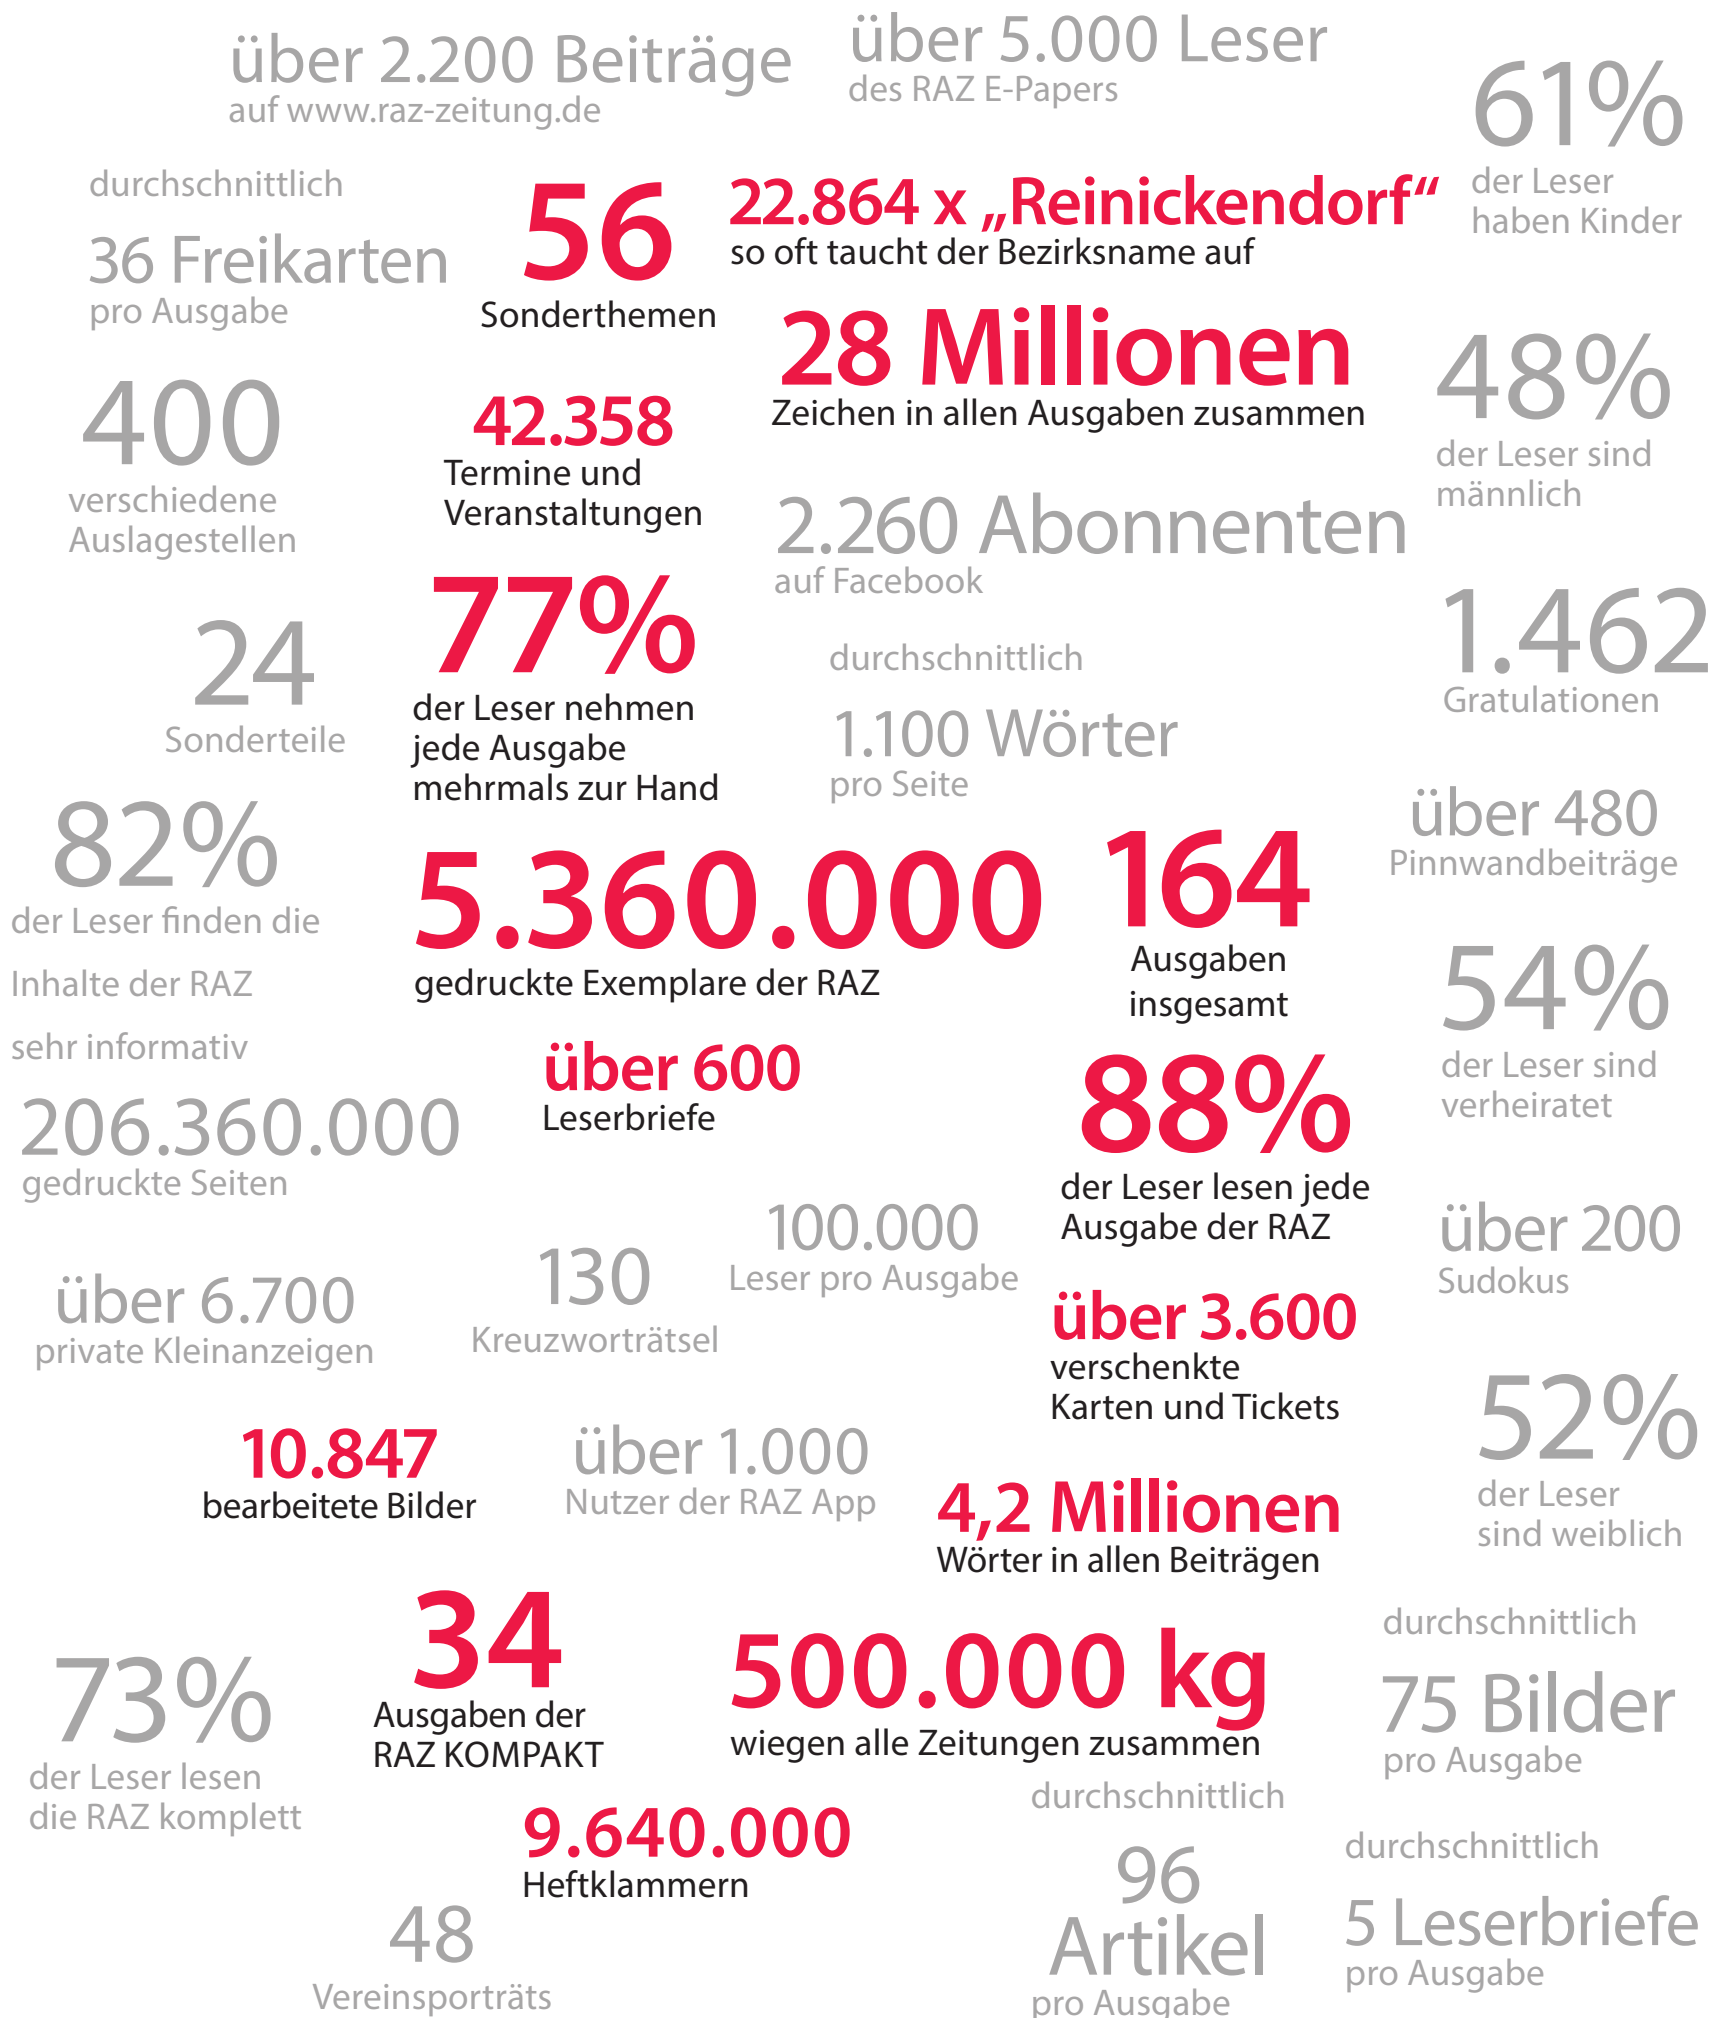 über 2.200 Beiträge
auf www.raz-zeitung.de
über 5.000 Leser
des RAZ E-Papers
61%
der Leser
haben Kinder
durchschnittlich
36 Freikarten
pro Ausgabe
56
Sonderthemen
22.864 x „Reinickendorf“
so oft taucht der Bezirksname auf
28 Millionen
Zeichen in allen Ausgaben zusammen
48%
der Leser sind
männlich
400
verschiedene
Auslagestellen
42.358
Termine und
Veranstaltungen
2.260 Abonnenten
auf Facebook
77%
der Leser nehmen
jede Ausgabe
mehrmals zur Hand
1.462
Gratulationen
24
Sonderteile
durchschnittlich
1.100 Wörter
pro Seite
über 480
Pinnwandbeiträge
82%
der Leser finden die
Inhalte der RAZ
sehr informativ
5.360.000
gedruckte Exemplare der RAZ
164
Ausgaben
insgesamt
54%
der Leser sind
verheiratet
über 600
Leserbriefe
88%
der Leser lesen jede
Ausgabe der RAZ
206.360.000
gedruckte Seiten
100.000
Leser pro Ausgabe
über 200
Sudokus
130
Kreuzworträtsel
über 6.700
private Kleinanzeigen
über 3.600
verschenkte
Karten und Tickets
52%
der Leser
sind weiblich
10.847
bearbeitete Bilder
über 1.000
Nutzer der RAZ App
4,2 Millionen
Wörter in allen Beiträgen
34
Ausgaben der
RAZ KOMPAKT
500.000 kg
wiegen alle Zeitungen zusammen
durchschnittlich
75 Bilder
pro Ausgabe
73%
der Leser lesen
die RAZ komplett
9.640.000
Heftklammern
durchschnittlich
96
Artikel
pro Ausgabe
durchschnittlich
5 Leserbriefe
pro Ausgabe
48
Vereinsporträts